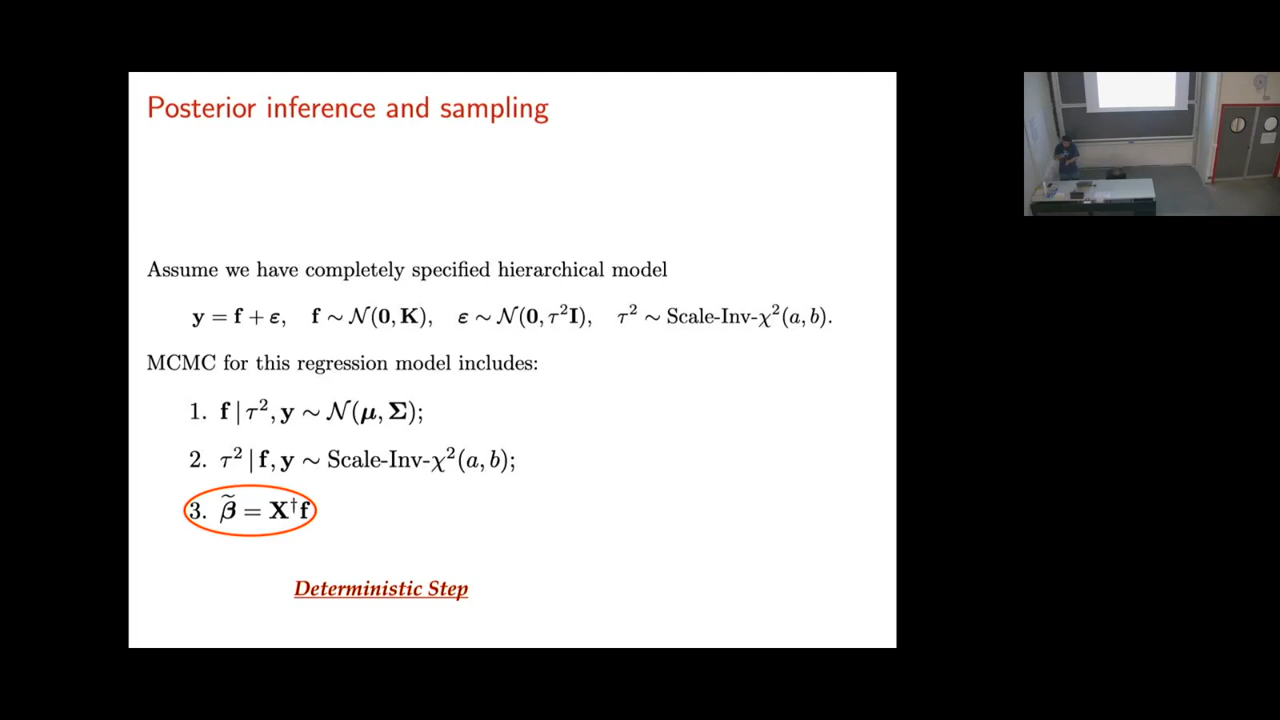 Posterior inference and sampling
Assume we have completely specified hierarchical model
y = f + ε, f ∼ 𝒩(0, K), ε ∼ 𝒩(0, τ²I), τ² ∼ Scale-Inv-χ²(a, b).
MCMC for this regression model includes:
1. f | τ², y ∼ 𝒩(μ, Σ);
2. τ² | f, y ∼ Scale-Inv-χ²(a, b);
3. β̃ = X†f
Deterministic Step